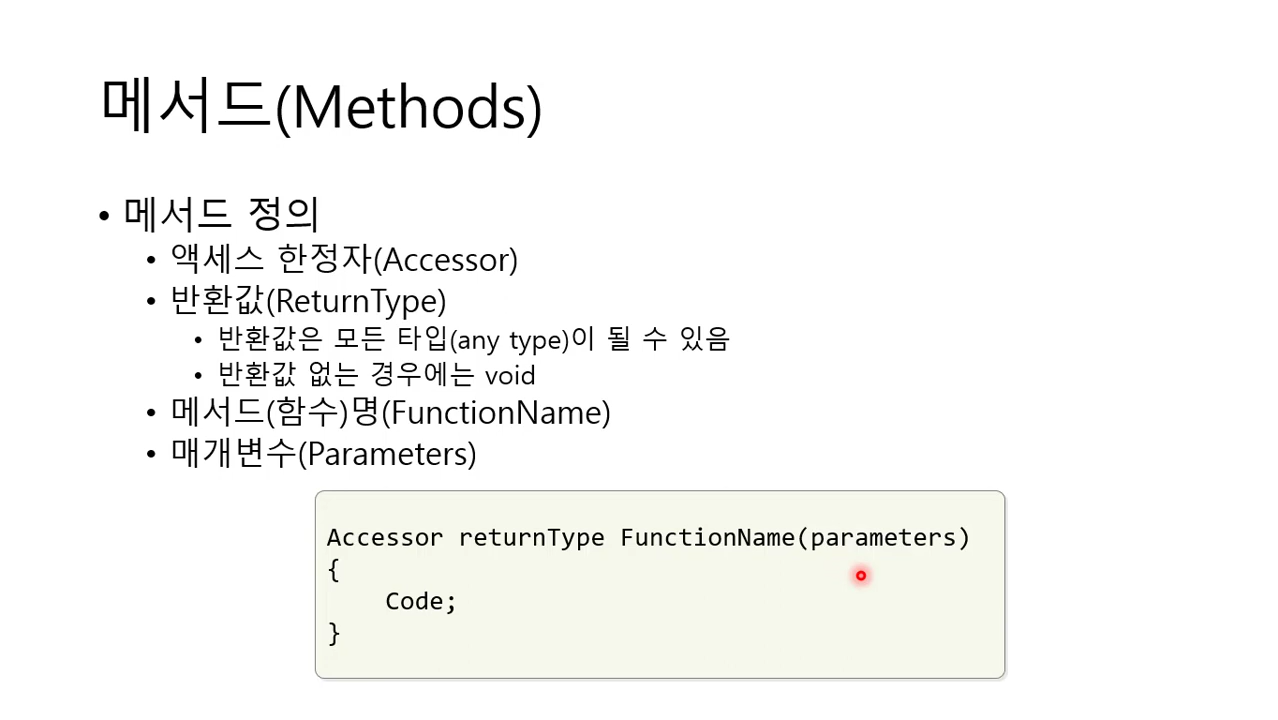 메서드(Methods)
• 메서드 정의
• 액세스 한정자(Accessor)
• 반환값(ReturnType)
• 반환값은 모든 타입(any type)이 될 수 있음
• 반환값 없는 경우에는 void
• 메서드(함수)명(FunctionName)
• 매개변수(Parameters)
Accessor returnType FunctionName(parameters)
{
Code;
}